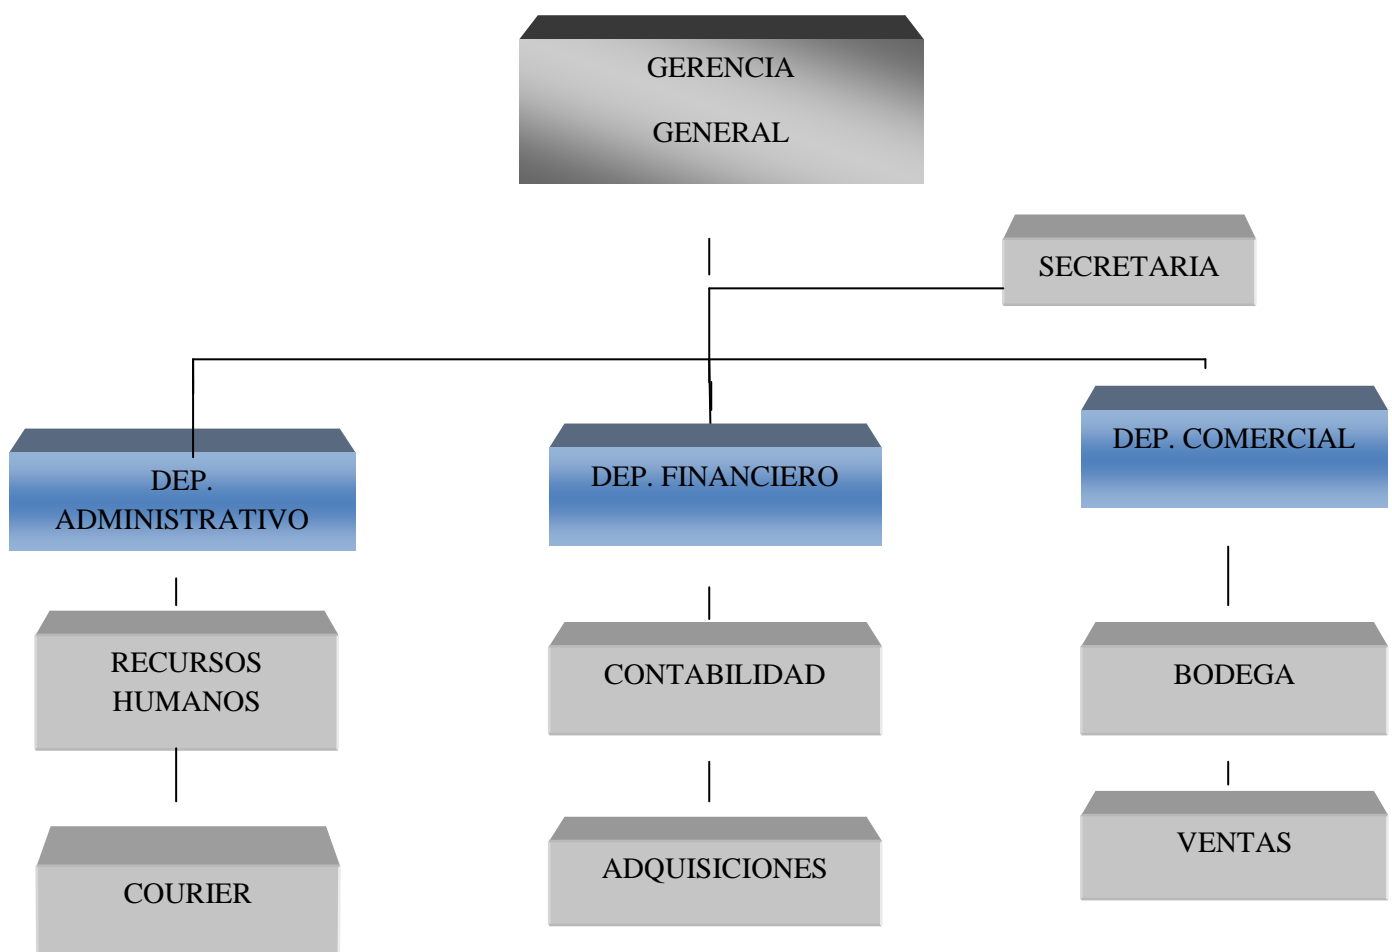 GERENCIA
GENERAL
SECRETARIA
DEP.
ADMINISTRATIVO
DEP. FINANCIERO
DEP. COMERCIAL
RECURSOS
HUMANOS
CONTABILIDAD
BODEGA
COURIER
ADQUISICIONES
VENTAS